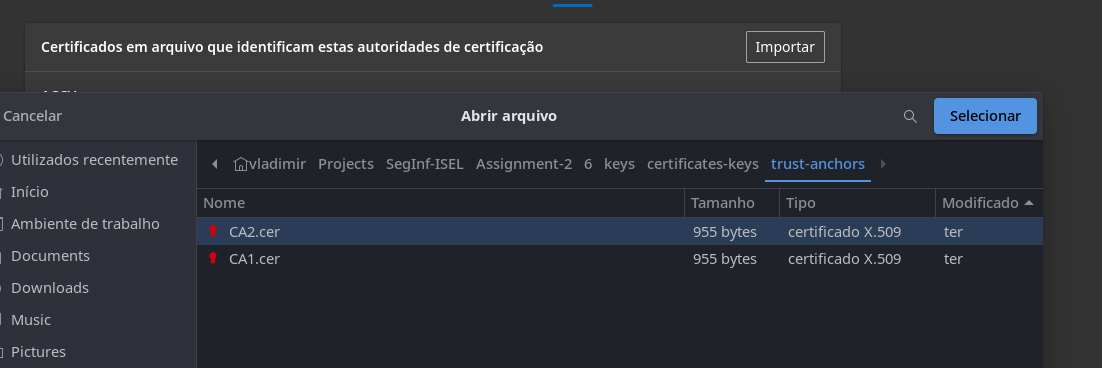 Certificados em arquivo que identificam estas autoridades de certificação
Importar
Cancelar
Abrir arquivo
Selecionar
Utilizados recentemente
Início
Ambiente de trabalho
Documents
Downloads
Music
Pictures
vladimir Projects SegInf-ISEL Assignment-2 6 keys certificates-keys trust-anchors
Nome Tamanho Tipo Modificado
CA2.cer 955 bytes certificado X.509 ter
CA1.cer 955 bytes certificado X.509 ter